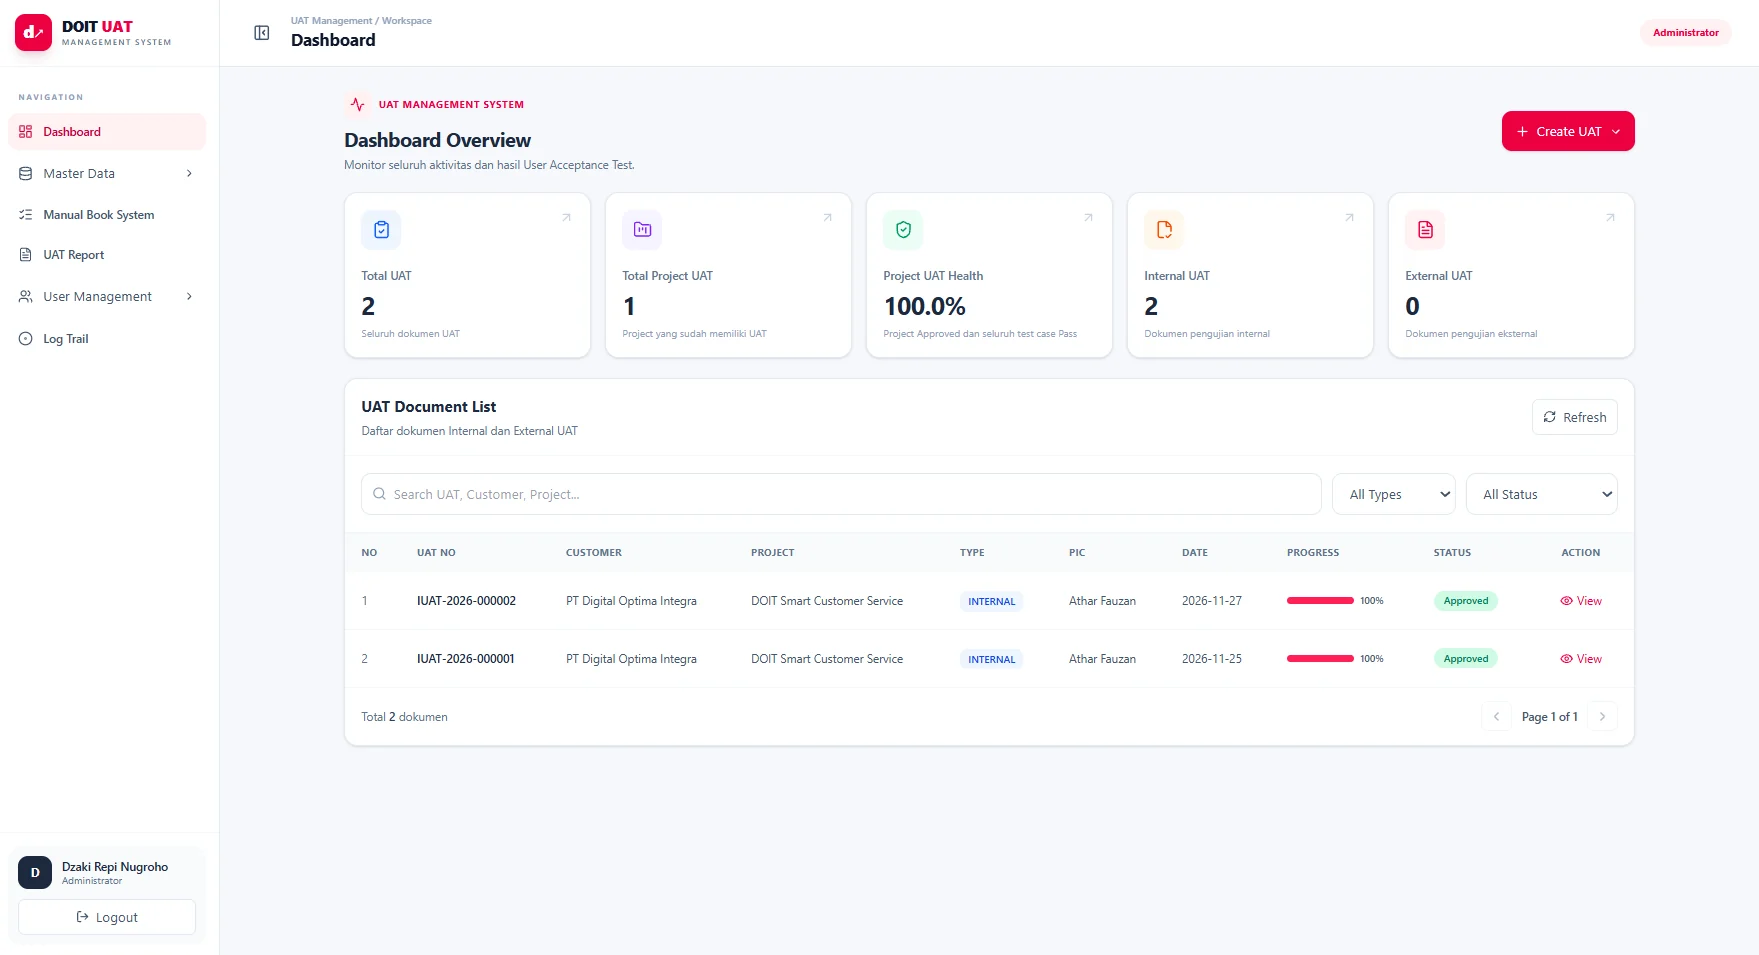 DOIT UAT
MANAGEMENT SYSTEM
UAT Management / Workspace
Dashboard
Administrator
NAVIGATION
Dashboard
Master Data
Manual Book System
UAT Report
User Management
Log Trail
UAT MANAGEMENT SYSTEM
Dashboard Overview
Monitor seluruh aktivitas dan hasil User Acceptance Test.
Create UAT
Total UAT
2
Seluruh dokumen UAT
Total Project UAT
1
Project yang sudah memiliki UAT
Project UAT Health
100.0%
Project Approved dan seluruh test case Pass
Internal UAT
2
Dokumen pengujian internal
External UAT
0
Dokumen pengujian eksternal
UAT Document List
Daftar dokumen Internal dan External UAT
Refresh
Search UAT, Customer, Project...
All Types
All Status
NO UAT NO CUSTOMER PROJECT TYPE PIC DATE PROGRESS STATUS ACTION
1 IUAT-2026-000002 PT Digital Optima Integra DOIT Smart Customer Service INTERNAL Athar Fauzan 2026-11-27 100% Approved View
2 IUAT-2026-000001 PT Digital Optima Integra DOIT Smart Customer Service INTERNAL Athar Fauzan 2026-11-25 100% Approved View
Total 2 dokumen
Page 1 of 1
D
Dzaki Repi Nugroho
Administrator
Logout